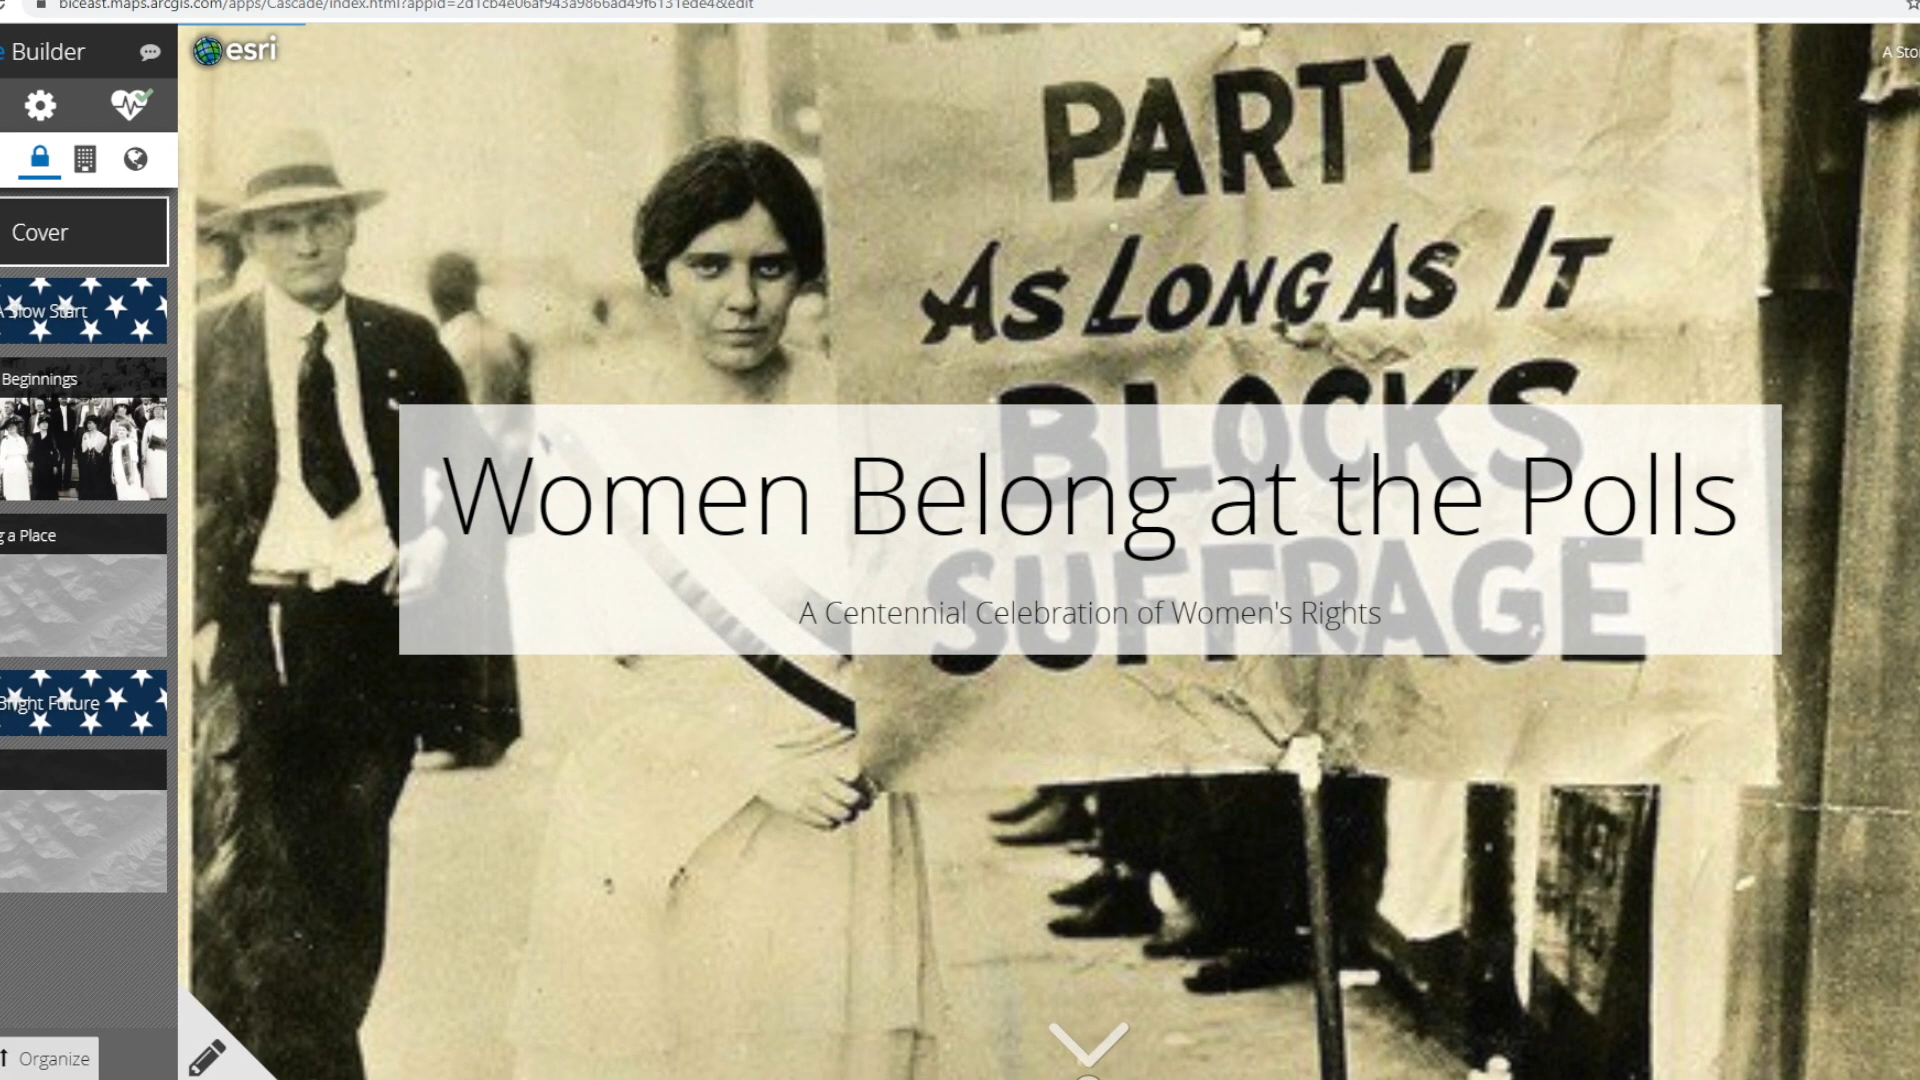 biceast.maps.arcgis.com/apps/Cascade/index.html?appid=2d1cb4e06af943a9866ad49f6131ede4&edit
Builder
esri
A Sto
Cover
A Slow Start
Beginnings
g a Place
Bright Future
Organize
PARTY
AS LONG AS IT
BLOCKS
SUFFRAGE
Women Belong at the Polls
A Centennial Celebration of Women's Rights